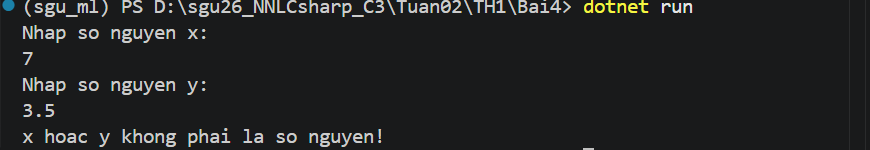 (sgu_ml) PS D:\sgu26_NNLCsharp_C3\Tuan02\TH1\Bai4> dotnet run
Nhap so nguyen x:
7
Nhap so nguyen y:
3.5
x hoac y khong phai la so nguyen!